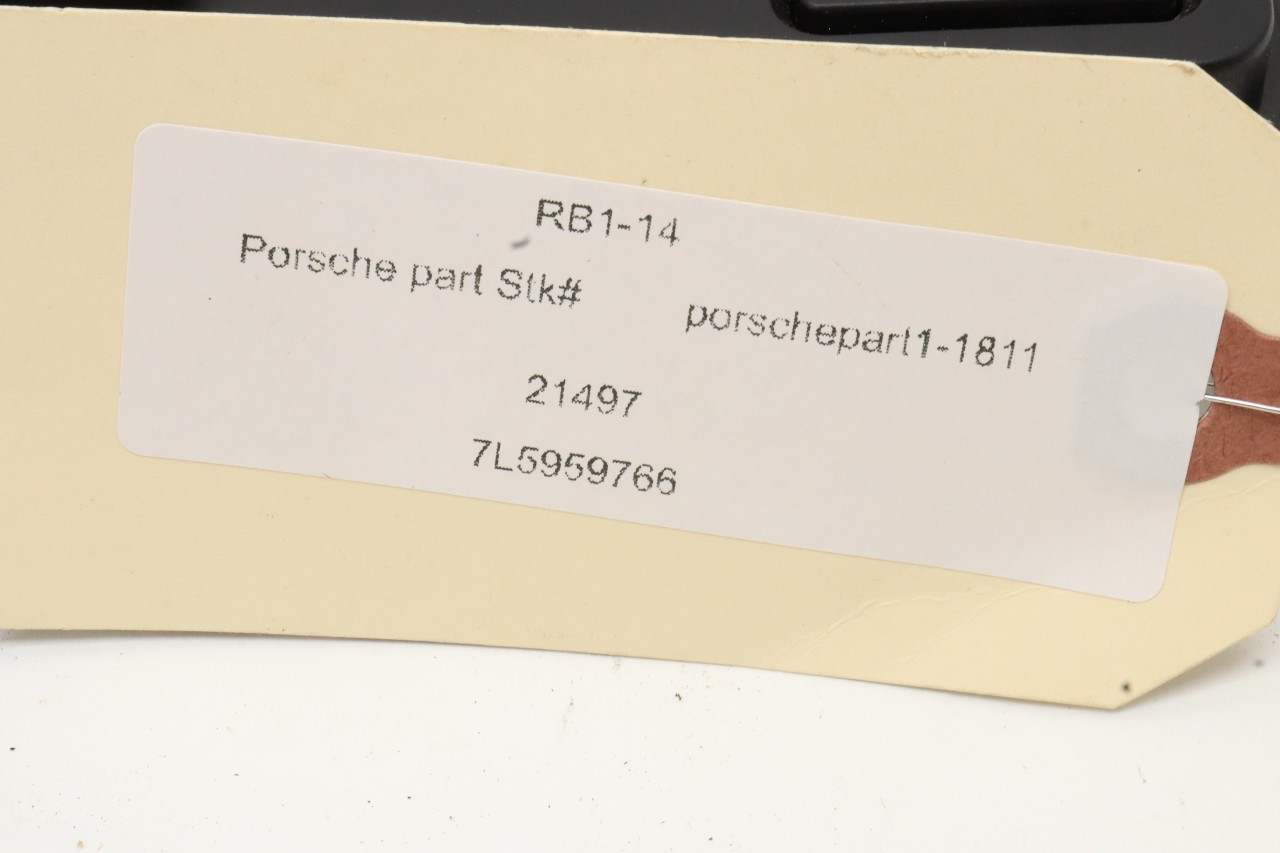 RB1-14
Porsche part Stk# porschepart1-1811
21497
7L5959766